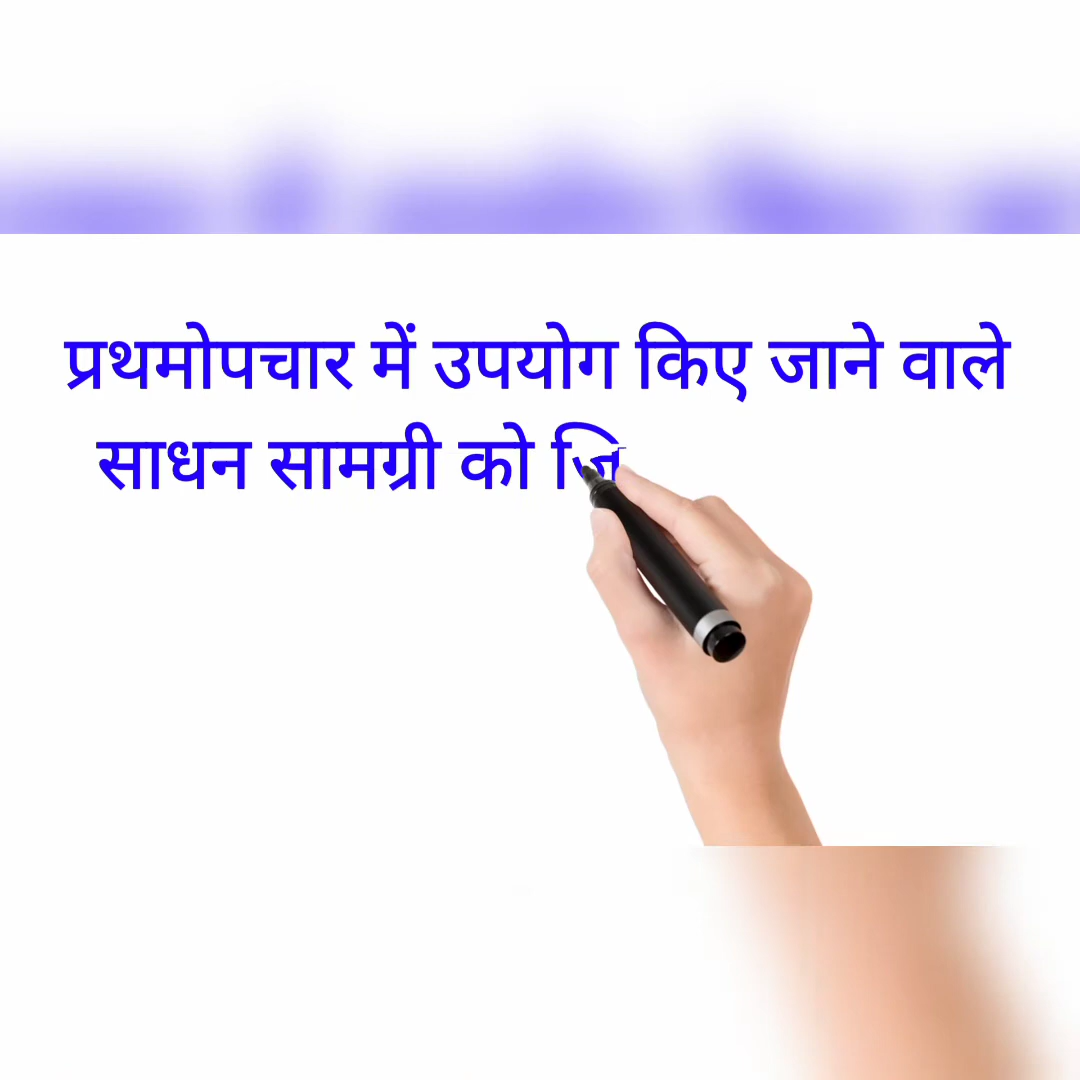 प्रथमोपचार में उपयोग किए जाने वाले
साधन सामग्री को